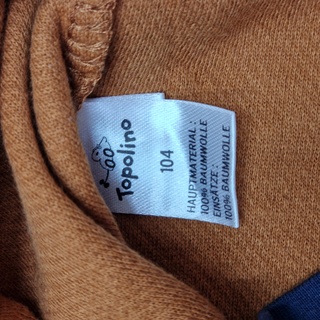 Topolino
104
HAUPTMATERIAL:
100% BAUMWOLLE
EINSÄTZE:
100% BAUMWOLLE